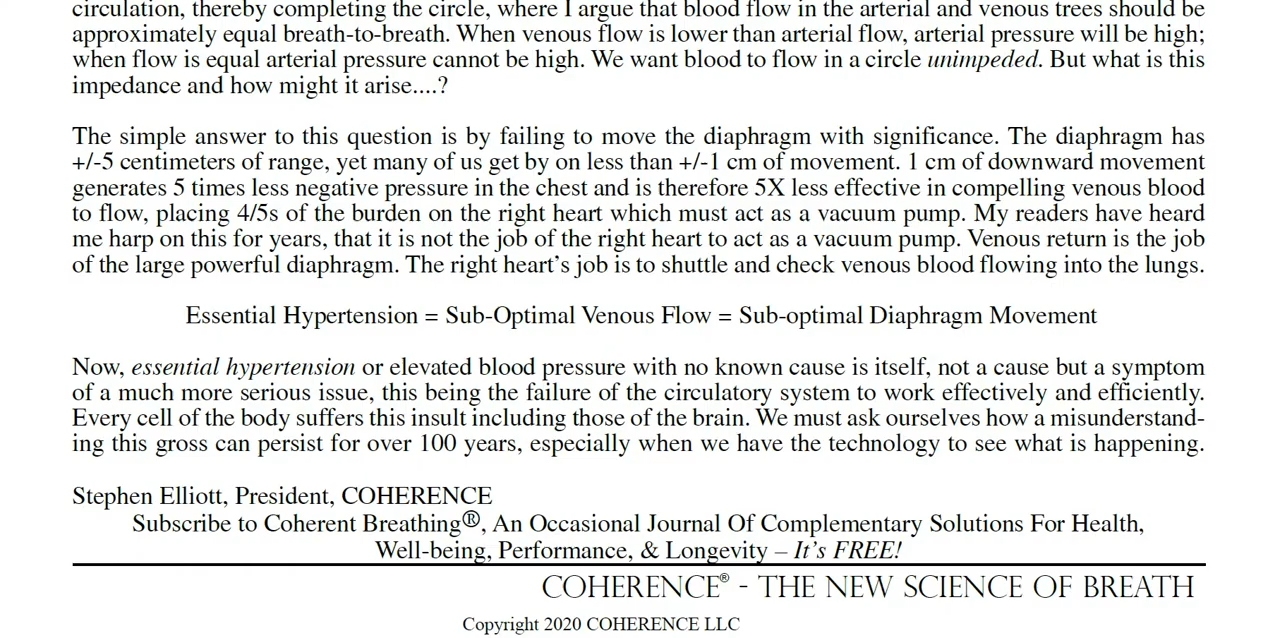 circulation, thereby completing the circle, where I argue that blood flow in the arterial and venous trees should be
approximately equal breath-to-breath. When venous flow is lower than arterial flow, arterial pressure will be high;
when flow is equal arterial pressure cannot be high. We want blood to flow in a circle unimpeded. But what is this
impedance and how might it arise....?
The simple answer to this question is by failing to move the diaphragm with significance. The diaphragm has
+/-5 centimeters of range, yet many of us get by on less than +/-1 cm of movement. 1 cm of downward movement
generates 5 times less negative pressure in the chest and is therefore 5X less effective in compelling venous blood
to flow, placing 4/5s of the burden on the right heart which must act as a vacuum pump. My readers have heard
me harp on this for years, that it is not the job of the right heart to act as a vacuum pump. Venous return is the job
of the large powerful diaphragm. The right heart's job is to shuttle and check venous blood flowing into the lungs.
Essential Hypertension = Sub-Optimal Venous Flow = Sub-optimal Diaphragm Movement
Now, essential hypertension or elevated blood pressure with no known cause is itself, not a cause but a symptom
of a much more serious issue, this being the failure of the circulatory system to work effectively and efficiently.
Every cell of the body suffers this insult including those of the brain. We must ask ourselves how a misunderstand-
ing this gross can persist for over 100 years, especially when we have the technology to see what is happening.
Stephen Elliott, President, COHERENCE
Subscribe to Coherent Breathing®, An Occasional Journal Of Complementary Solutions For Health,
Well-being, Performance, & Longevity – It's FREE!
COHERENCE® - THE NEW SCIENCE OF BREATH
Copyright 2020 COHERENCE LLC